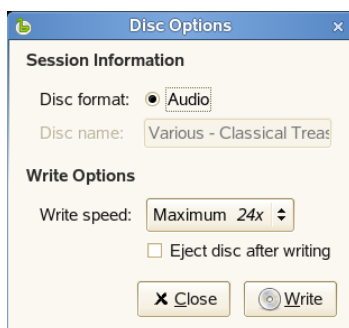 Disc Options
Session Information
Disc format: Audio
Disc name: Various - Classical Treas
Write Options
Write speed: Maximum 24x
Eject disc after writing
Close Write